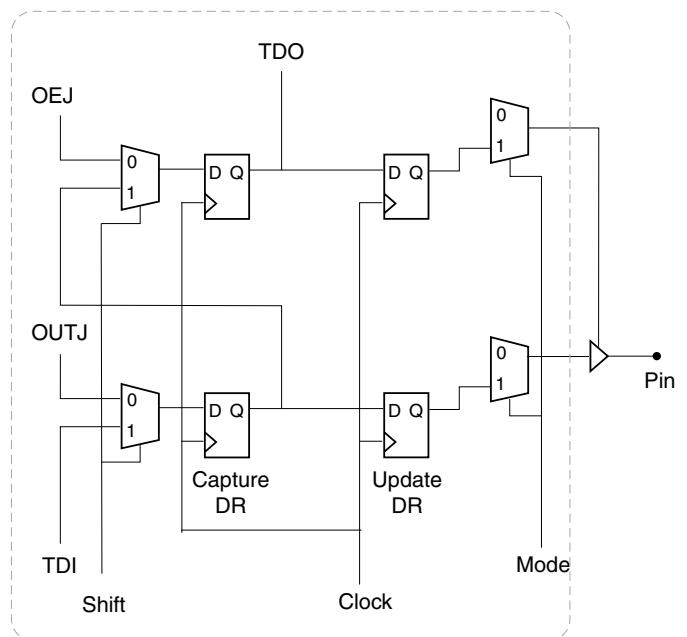 TDO
OEJ
0
1
D Q
D Q
0
1
OUTJ
0
1
D Q
D Q
0
1
Pin
Capture
DR
Update
DR
TDI
Shift
Clock
Mode